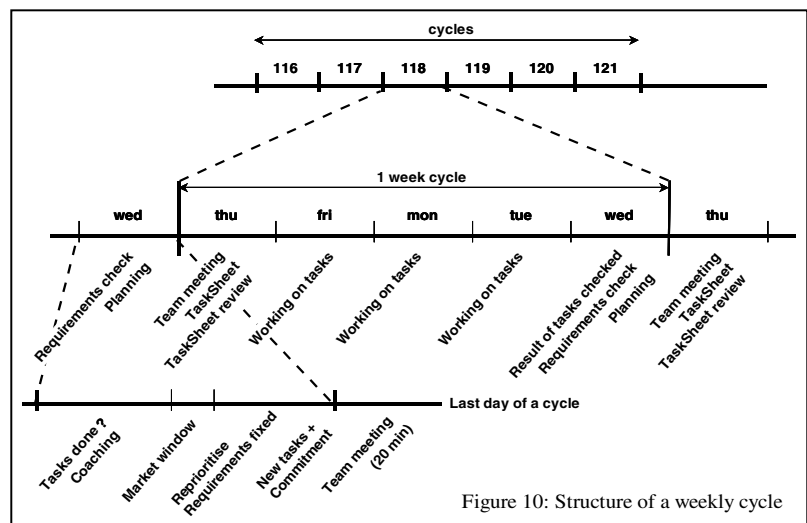 cycles
116 117 118 119 120 121
1 week cycle
wed thu fri mon tue wed thu
Requirements check
Planning
Team meeting
TaskSheet
TaskSheet review
Working on tasks
Working on tasks
Working on tasks
Result of tasks checked
Requirements check
Planning
Team meeting
TaskSheet
TaskSheet review
Last day of a cycle
Tasks done ?
Coaching
Market window
Reprioritise
Requirements fixed
New tasks +
Commitment
Team meeting
(20 min)
Figure 10: Structure of a weekly cycle